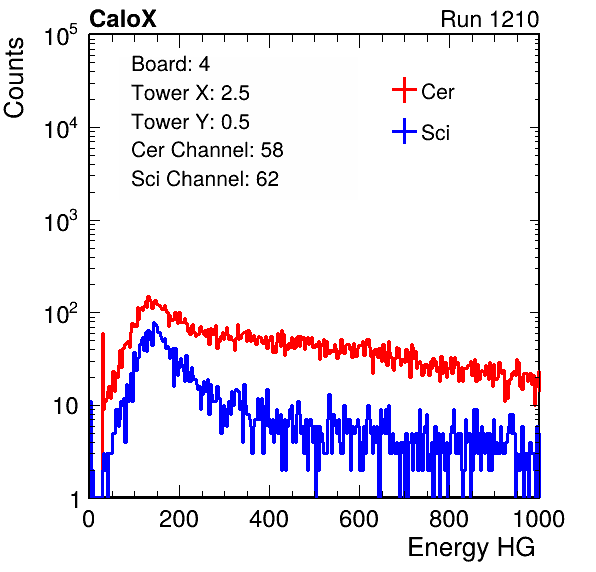 CaloX Run 1210
Counts
10^5
10^4
10^3
10^2
10
1
Board: 4
Tower X: 2.5
Tower Y: 0.5
Cer Channel: 58
Sci Channel: 62
Cer
Sci
0 200 400 600 800 1000
Energy HG